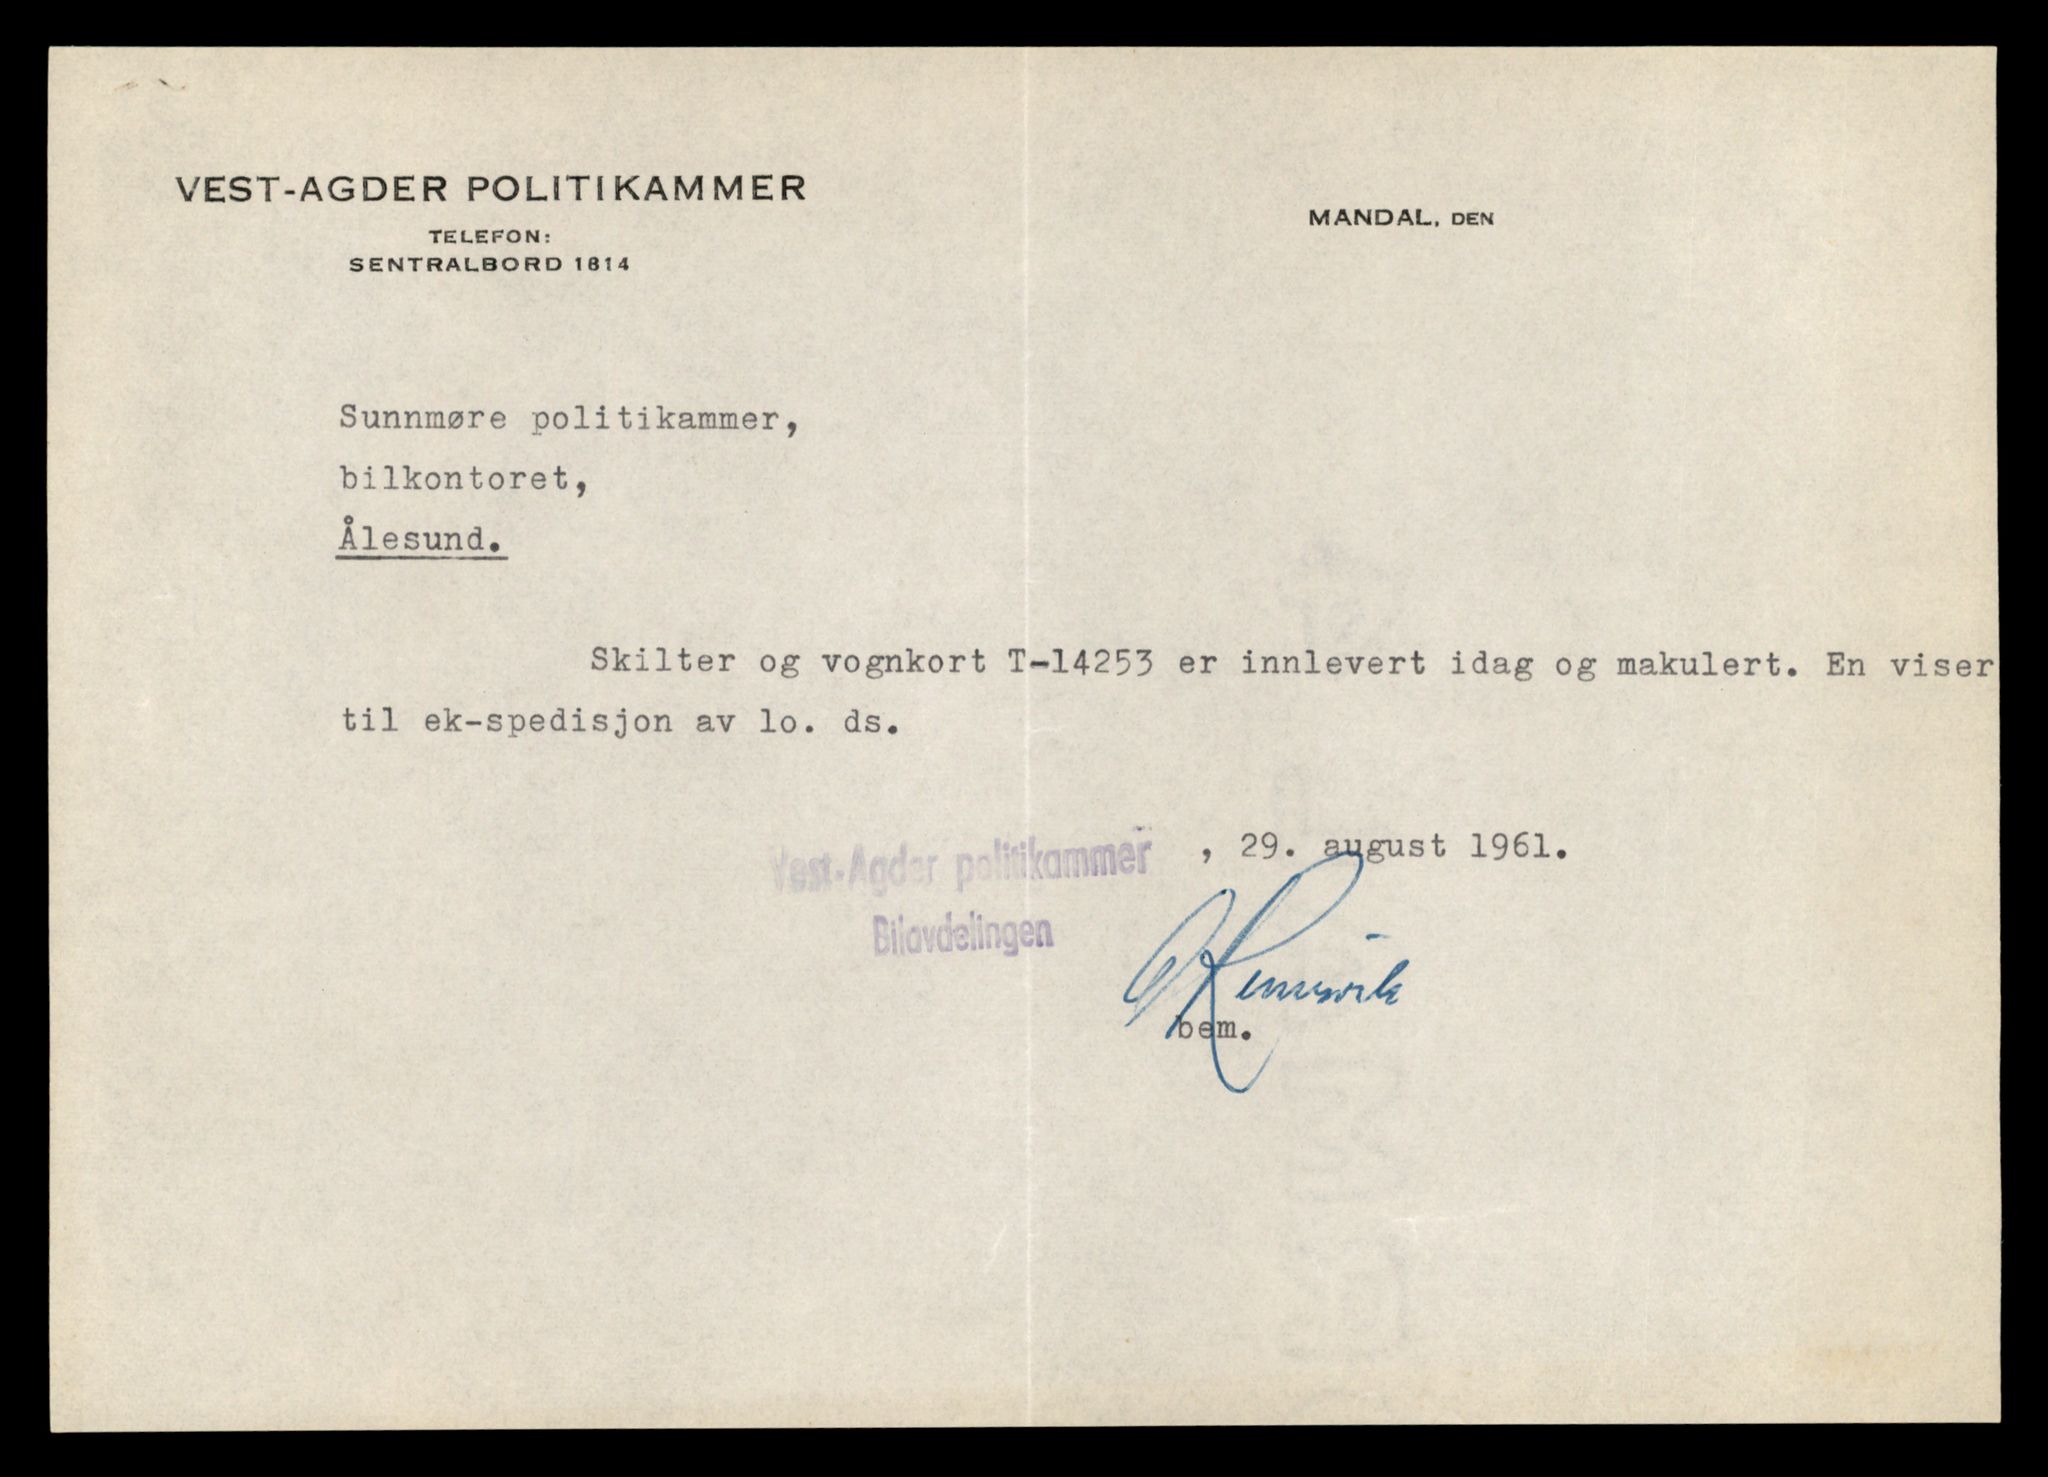 VEST-AGDER POLITIKAMMER
TELEFON:
SENTRALBORD 1814
MANDAL, DEN
Sunnmøre politikammer,
bilkontoret,
Ålesund.
Skilter og vognkort T-14253 er innlevert idag og makulert. En viser
til ek-spedisjon av lo. ds.
Vest-Agder politikammer
Bilavdelingen
, 29. august 1961.
bem.